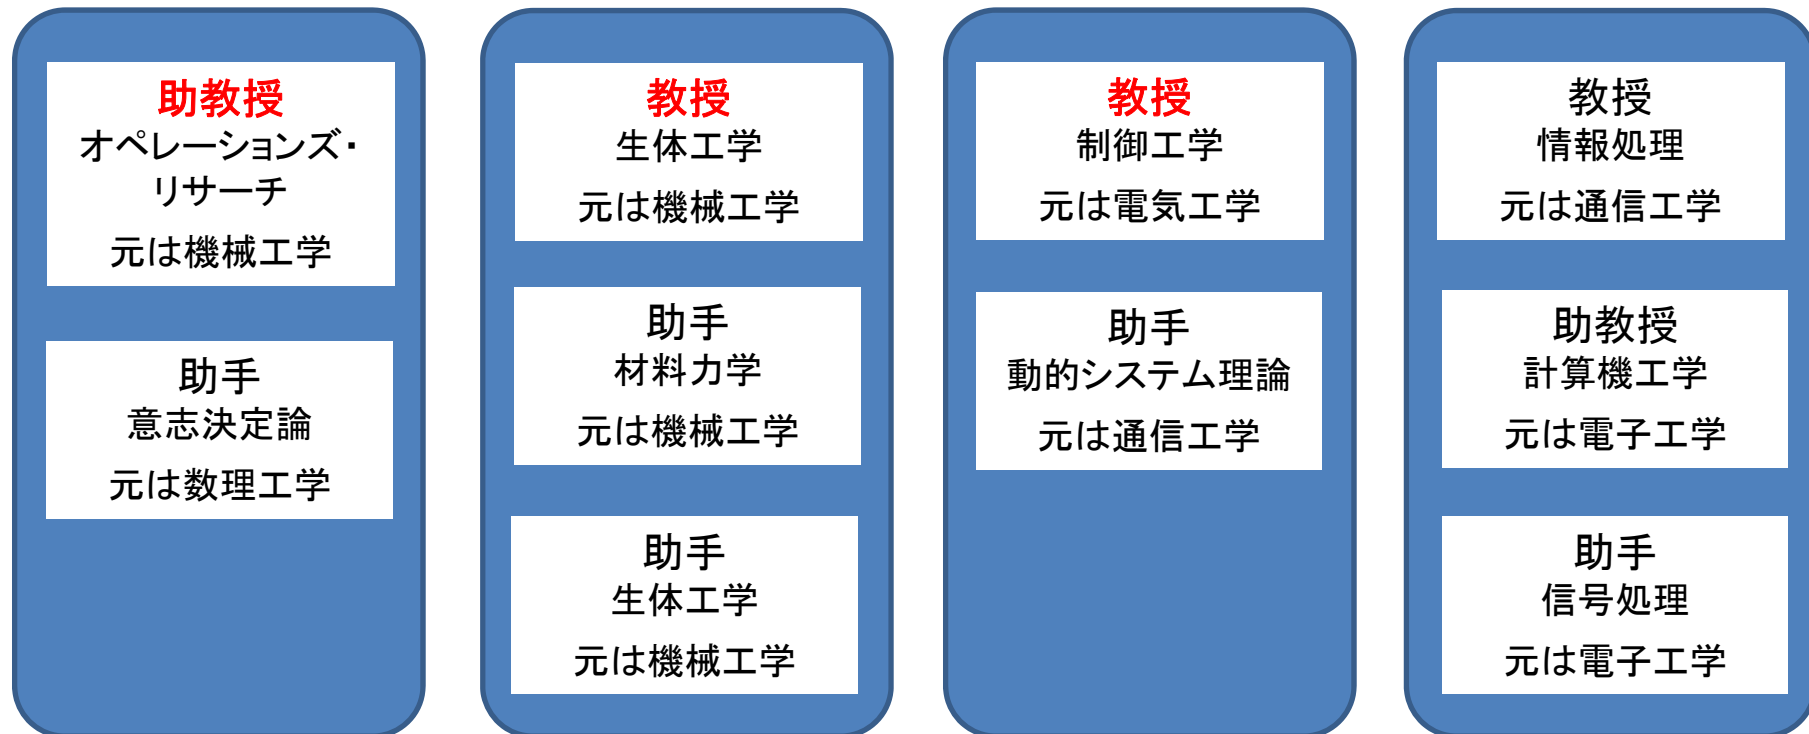 助教授
オペレーションズ・
リサーチ
元は機械工学
助手
意志決定論
元は数理工学
教授
生体工学
元は機械工学
助手
材料力学
元は機械工学
助手
生体工学
元は機械工学
教授
制御工学
元は電気工学
助手
動的システム理論
元は通信工学
教授
情報処理
元は通信工学
助教授
計算機工学
元は電子工学
助手
信号処理
元は電子工学